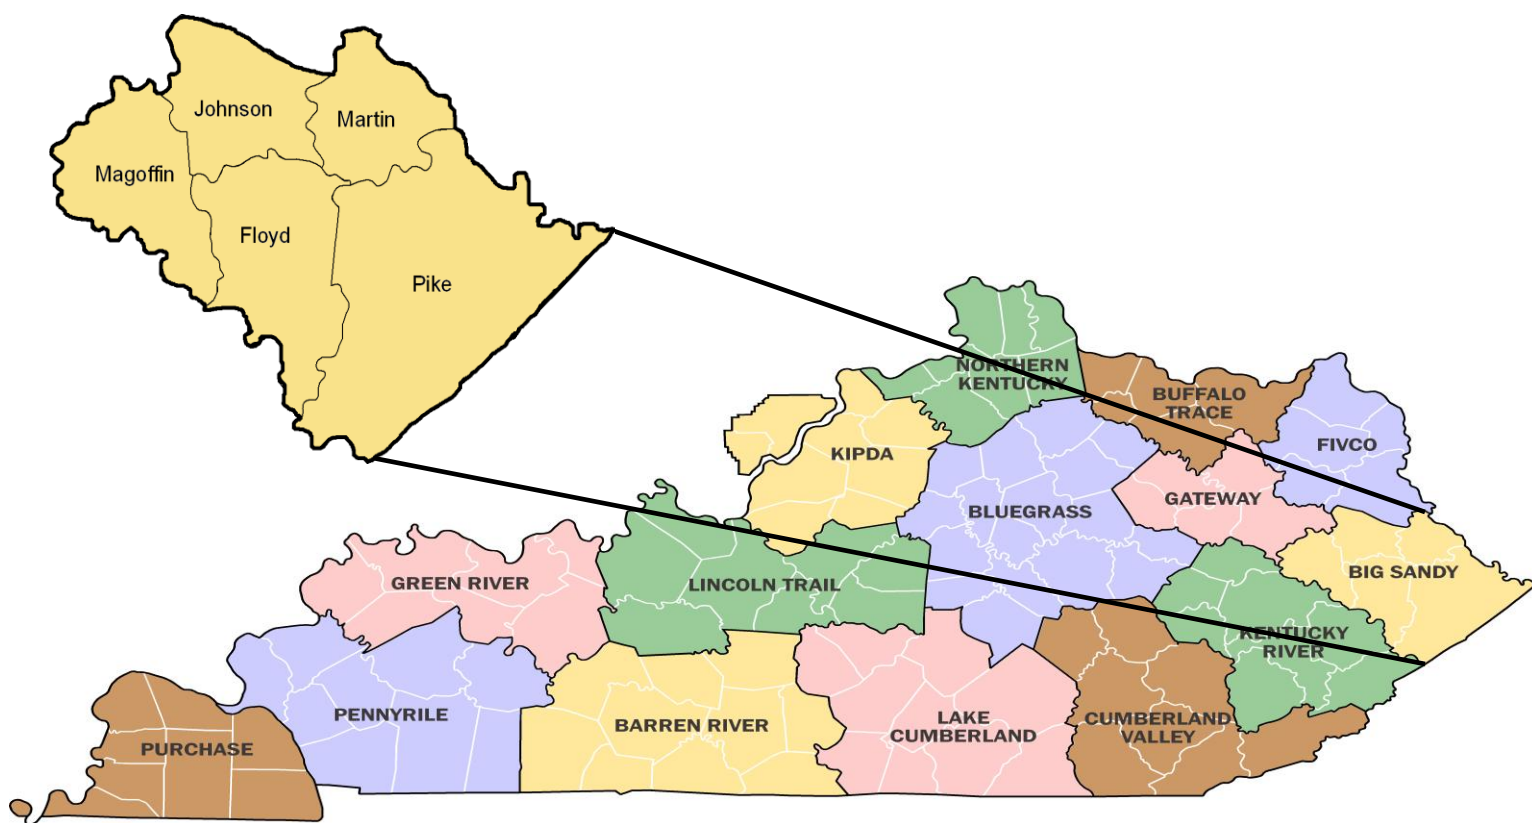 Johnson
Martin
Magoffin
Floyd
Pike
NORTHERN
KENTUCKY
BUFFALO
TRACE
FIVCO
KIPDA
GATEWAY
BLUEGRASS
BIG SANDY
GREEN RIVER
LINCOLN TRAIL
KENTUCKY
RIVER
PENNYRILE
BARREN RIVER
LAKE
CUMBERLAND
CUMBERLAND
VALLEY
PURCHASE